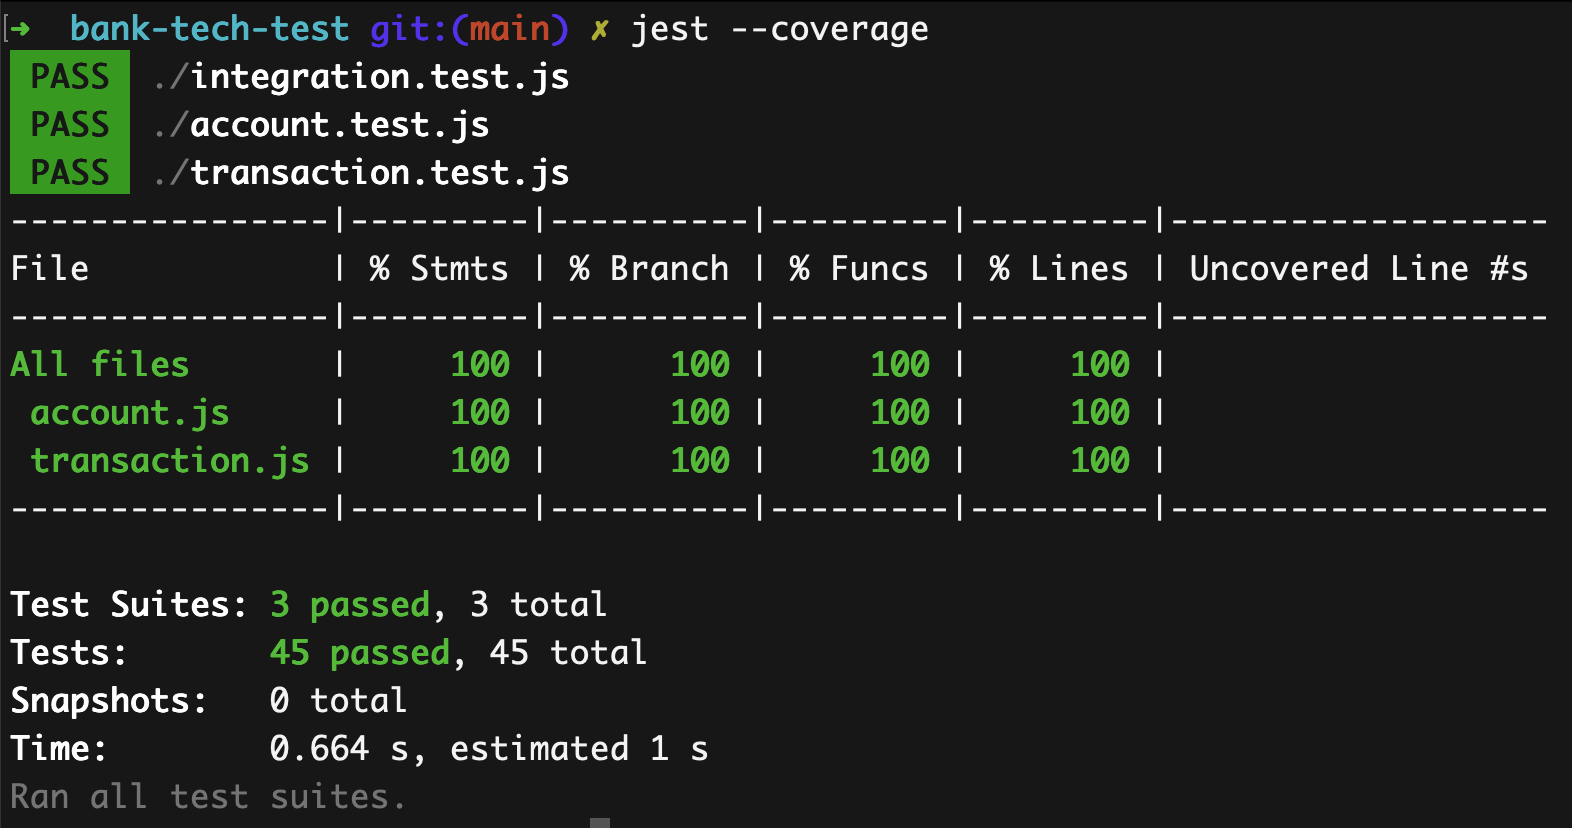 ➜  bank-tech-test git:(main) ✗ jest --coverage
PASS  ./integration.test.js
PASS  ./account.test.js
PASS  ./transaction.test.js
----------------|---------|----------|---------|---------|-------------------
File            | % Stmts | % Branch | % Funcs | % Lines | Uncovered Line #s
----------------|---------|----------|---------|---------|-------------------
All files       |     100 |      100 |     100 |     100 |
 account.js     |     100 |      100 |     100 |     100 |
 transaction.js |     100 |      100 |     100 |     100 |
----------------|---------|----------|---------|---------|-------------------
Test Suites: 3 passed, 3 total
Tests:       45 passed, 45 total
Snapshots:   0 total
Time:        0.664 s, estimated 1 s
Ran all test suites.